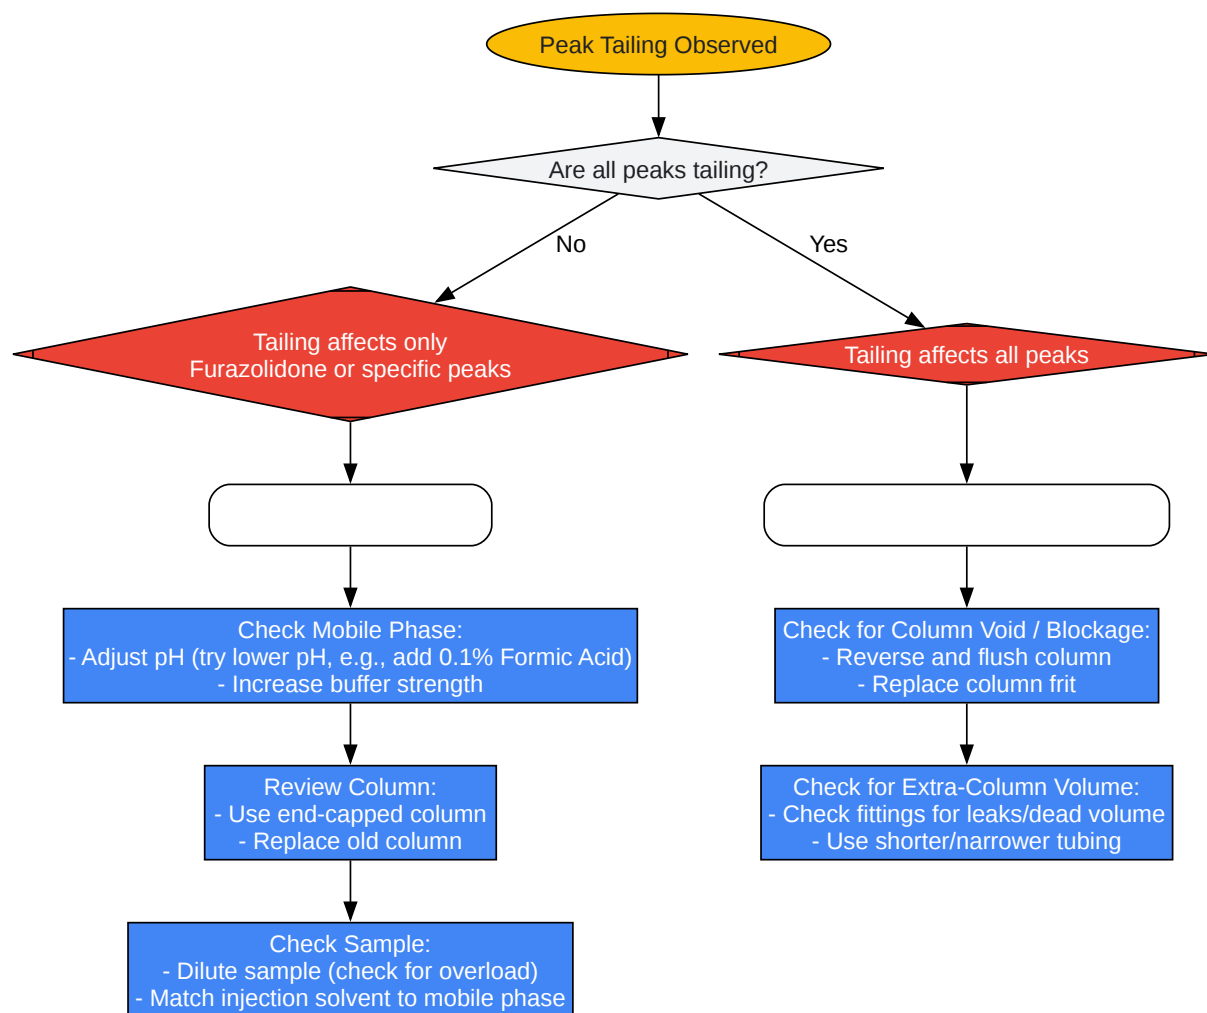 Peak Tailing Observed
Are all peaks tailing?
No
Yes
Tailing affects only
Furazolidone or specific peaks
Tailing affects all peaks
Check Mobile Phase:
- Adjust pH (try lower pH, e.g., add 0.1% Formic Acid)
- Increase buffer strength
Check for Column Void / Blockage:
- Reverse and flush column
- Replace column frit
Review Column:
- Use end-capped column
- Replace old column
Check for Extra-Column Volume:
- Check fittings for leaks/dead volume
- Use shorter/narrower tubing
Check Sample:
- Dilute sample (check for overload)
- Match injection solvent to mobile phase